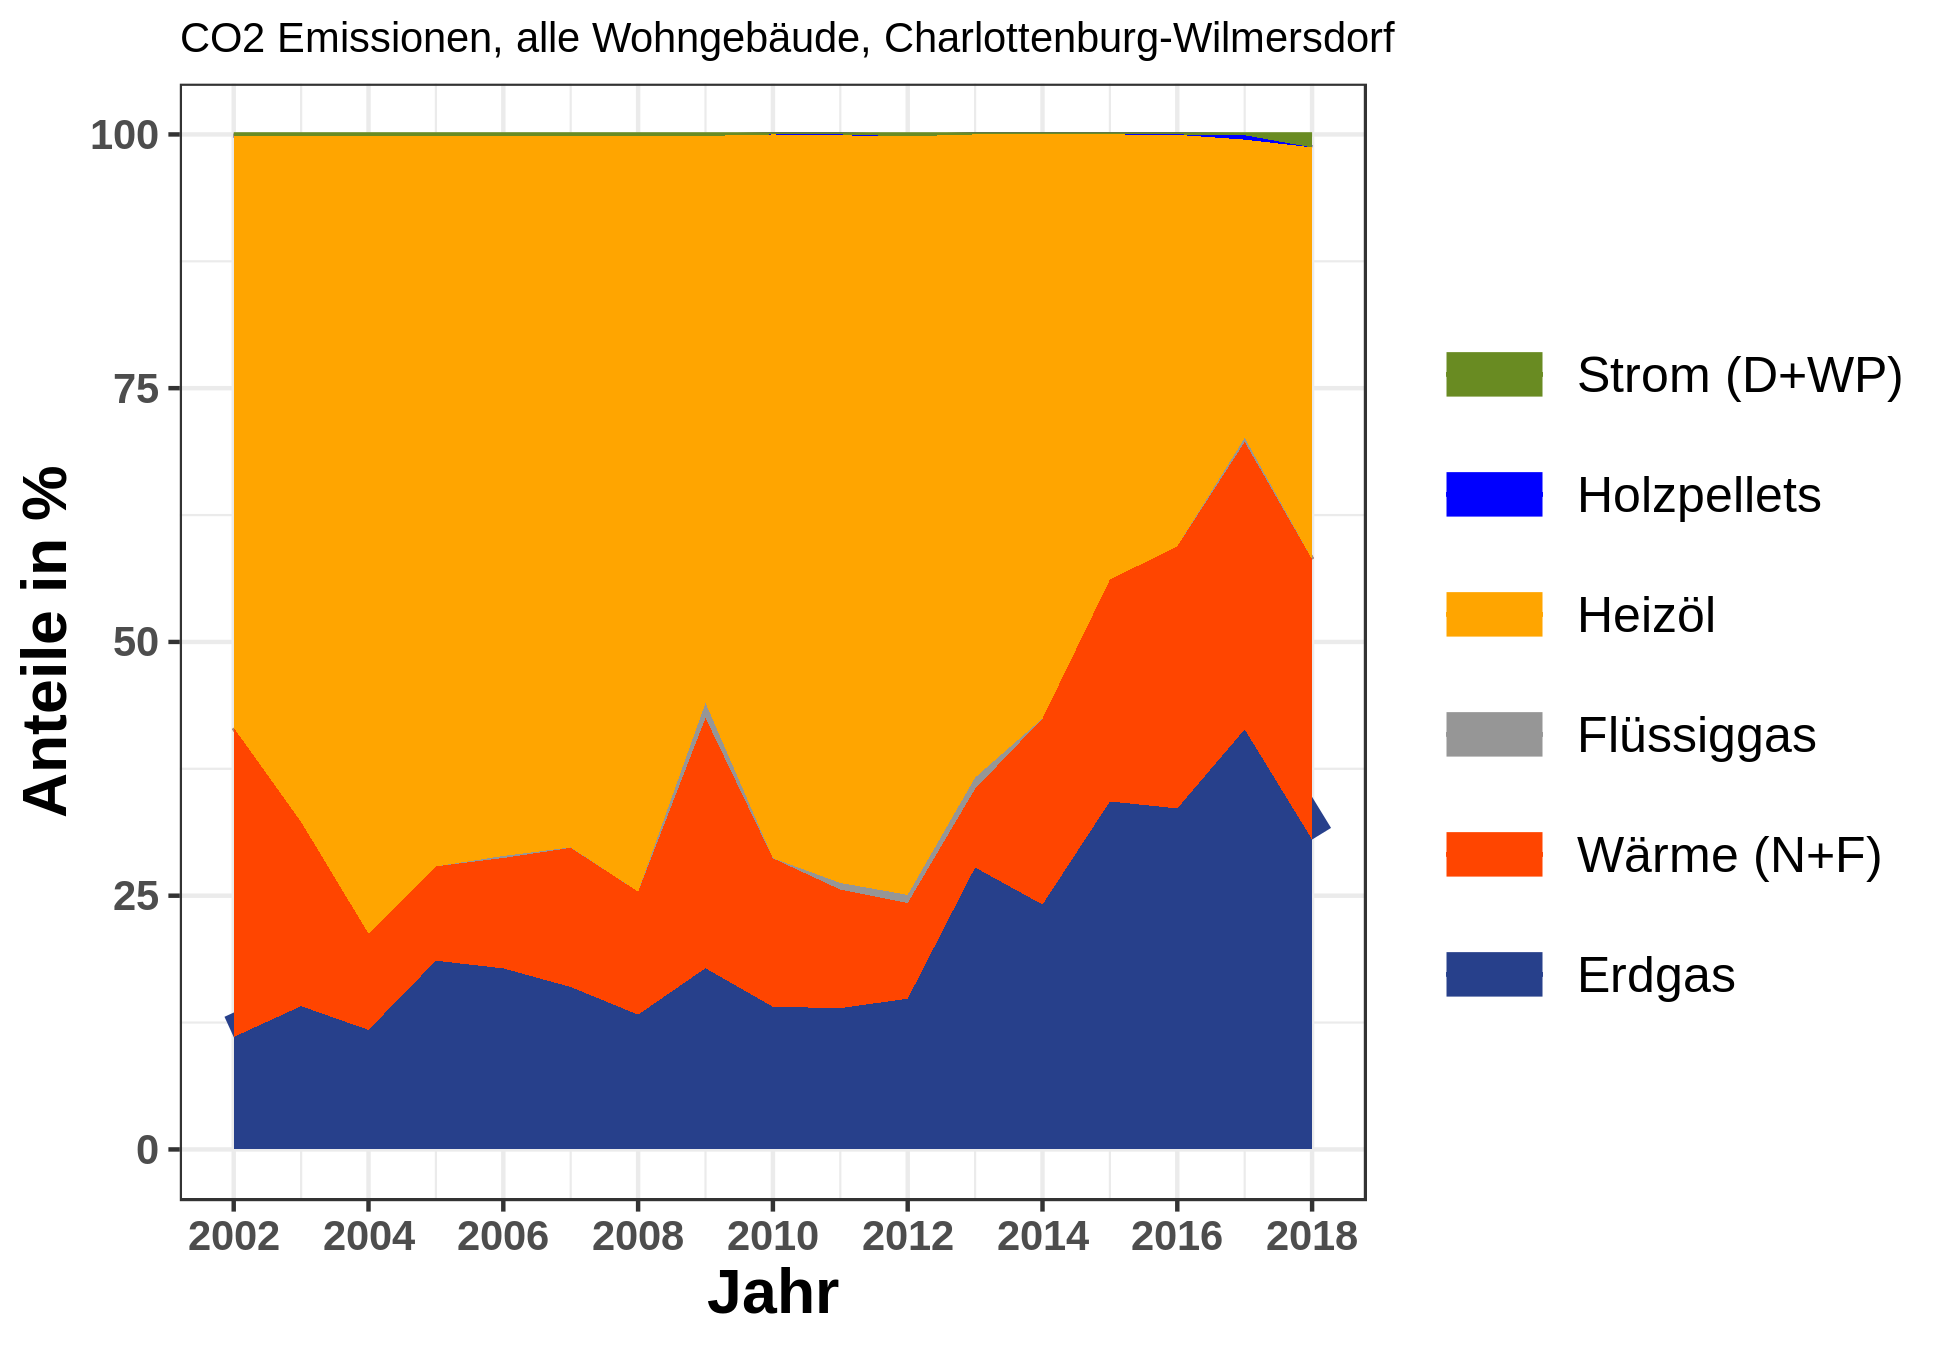 CO2 Emissionen, alle Wohngebäude, Charlottenburg-Wilmersdorf
Anteile in %
100
75
50
25
0
2002 2004 2006 2008 2010 2012 2014 2016 2018
Jahr
Strom (D+WP)
Holzpellets
Heizöl
Flüssiggas
Wärme (N+F)
Erdgas